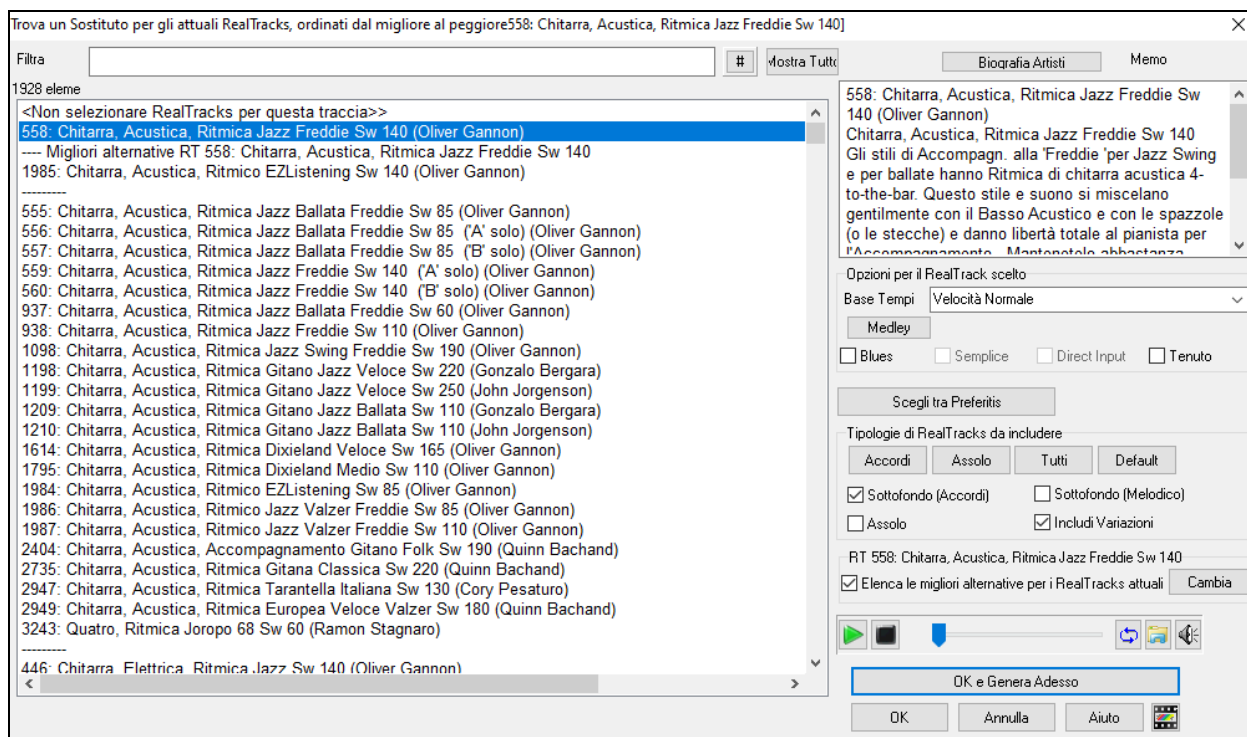 Trova un Sostituto per gli attuali RealTracks, ordinati dal migliore al peggiore558: Chitarra, Acustica, Ritmica Jazz Freddie Sw 140]
Filtra
#
Mostra Tutto
Biografia Artisti
Memo
1928 eleme
<Non selezionare RealTracks per questa traccia>>
558: Chitarra, Acustica, Ritmica Jazz Freddie Sw 140 (Oliver Gannon)
---- Migliori alternative RT 558: Chitarra, Acustica, Ritmica Jazz Freddie Sw 140
1985: Chitarra, Acustica, Ritmico EZListening Sw 140 (Oliver Gannon)
---------
555: Chitarra, Acustica, Ritmica Jazz Ballata Freddie Sw 85 (Oliver Gannon)
556: Chitarra, Acustica, Ritmica Jazz Ballata Freddie Sw 85 ('A' solo) (Oliver Gannon)
557: Chitarra, Acustica, Ritmica Jazz Ballata Freddie Sw 85 ('B' solo) (Oliver Gannon)
559: Chitarra, Acustica, Ritmica Jazz Freddie Sw 140 ('A' solo) (Oliver Gannon)
560: Chitarra, Acustica, Ritmica Jazz Freddie Sw 140 ('B' solo) (Oliver Gannon)
937: Chitarra, Acustica, Ritmica Jazz Ballata Freddie Sw 60 (Oliver Gannon)
938: Chitarra, Acustica, Ritmica Jazz Freddie Sw 110 (Oliver Gannon)
1098: Chitarra, Acustica, Ritmica Jazz Swing Freddie Sw 190 (Oliver Gannon)
1198: Chitarra, Acustica, Ritmica Gitano Jazz Veloce Sw 220 (Gonzalo Bergara)
1199: Chitarra, Acustica, Ritmica Gitano Jazz Veloce Sw 250 (John Jorgenson)
1209: Chitarra, Acustica, Ritmica Gitano Jazz Ballata Sw 110 (Gonzalo Bergara)
1210: Chitarra, Acustica, Ritmica Gitano Jazz Ballata Sw 110 (John Jorgenson)
1614: Chitarra, Acustica, Ritmica Dixieland Veloce Sw 165 (Oliver Gannon)
1795: Chitarra, Acustica, Ritmica Dixieland Medio Sw 110 (Oliver Gannon)
1984: Chitarra, Acustica, Ritmico EZListening Sw 85 (Oliver Gannon)
1986: Chitarra, Acustica, Ritmico Jazz Valzer Freddie Sw 85 (Oliver Gannon)
1987: Chitarra, Acustica, Ritmico Jazz Valzer Freddie Sw 110 (Oliver Gannon)
2404: Chitarra, Acustica, Accompagnamento Gitano Folk Sw 190 (Quinn Bachand)
2735: Chitarra, Acustica, Ritmica Gitana Classica Sw 220 (Quinn Bachand)
2947: Chitarra, Acustica, Ritmica Tarantella Italiana Sw 130 (Cory Pesaturo)
2949: Chitarra, Acustica, Ritmica Europea Veloce Valzer Sw 180 (Quinn Bachand)
3243: Quatro, Ritmica Joropo 68 Sw 60 (Ramon Stagnaro)
---------
446: Chitarra, Elettrica, Ritmica Jazz Sw 140 (Oliver Gannon)
558: Chitarra, Acustica, Ritmica Jazz Freddie Sw
140 (Oliver Gannon)
Chitarra, Acustica, Ritmica Jazz Freddie Sw 140
Gli stili di Accompagn. alla 'Freddie 'per Jazz Swing
e per ballate hanno Ritmica di chitarra acustica 4-
to-the-bar. Questo stile e suono si miscelano
gentilmente con il Basso Acustico e con le spazzole
(o le stecche) e danno libertà totale al pianista per
l'Accompagnamento. Mantenetelo abbastanza
Opzioni per il RealTrack scelto
Base Tempi
Velocità Normale
Medley
Blues
Semplice
Direct Input
Tenuto
Scegli tra Preferitis
Tipologie di RealTracks da includere
Accordi
Assolo
Tutti
Default
Sottofondo (Accordi)
Sottofondo (Melodico)
Assolo
Includi Variazioni
RT 558: Chitarra, Acustica, Ritmica Jazz Freddie Sw 140
Elenca le migliori alternative per i RealTracks attuali
Cambia
OK e Genera Adesso
OK
Annulla
Aiuto